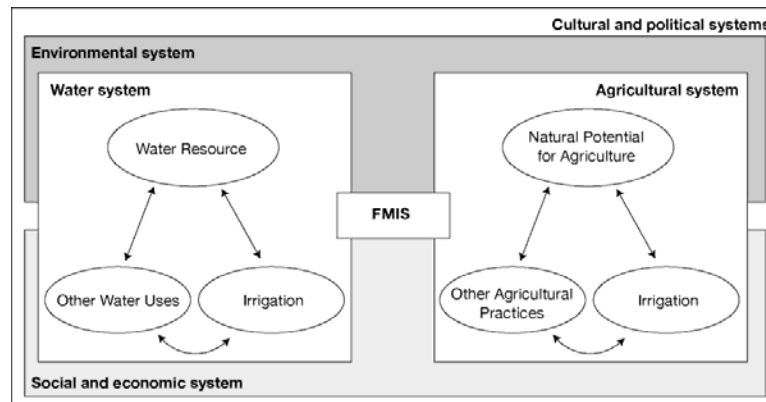 Cultural and political systems
Environmental system
Water system
Agricultural system
Water Resource
Natural Potential
for Agriculture
FMIS
Other Water Uses
Irrigation
Other Agricultural
Practices
Irrigation
Social and economic system